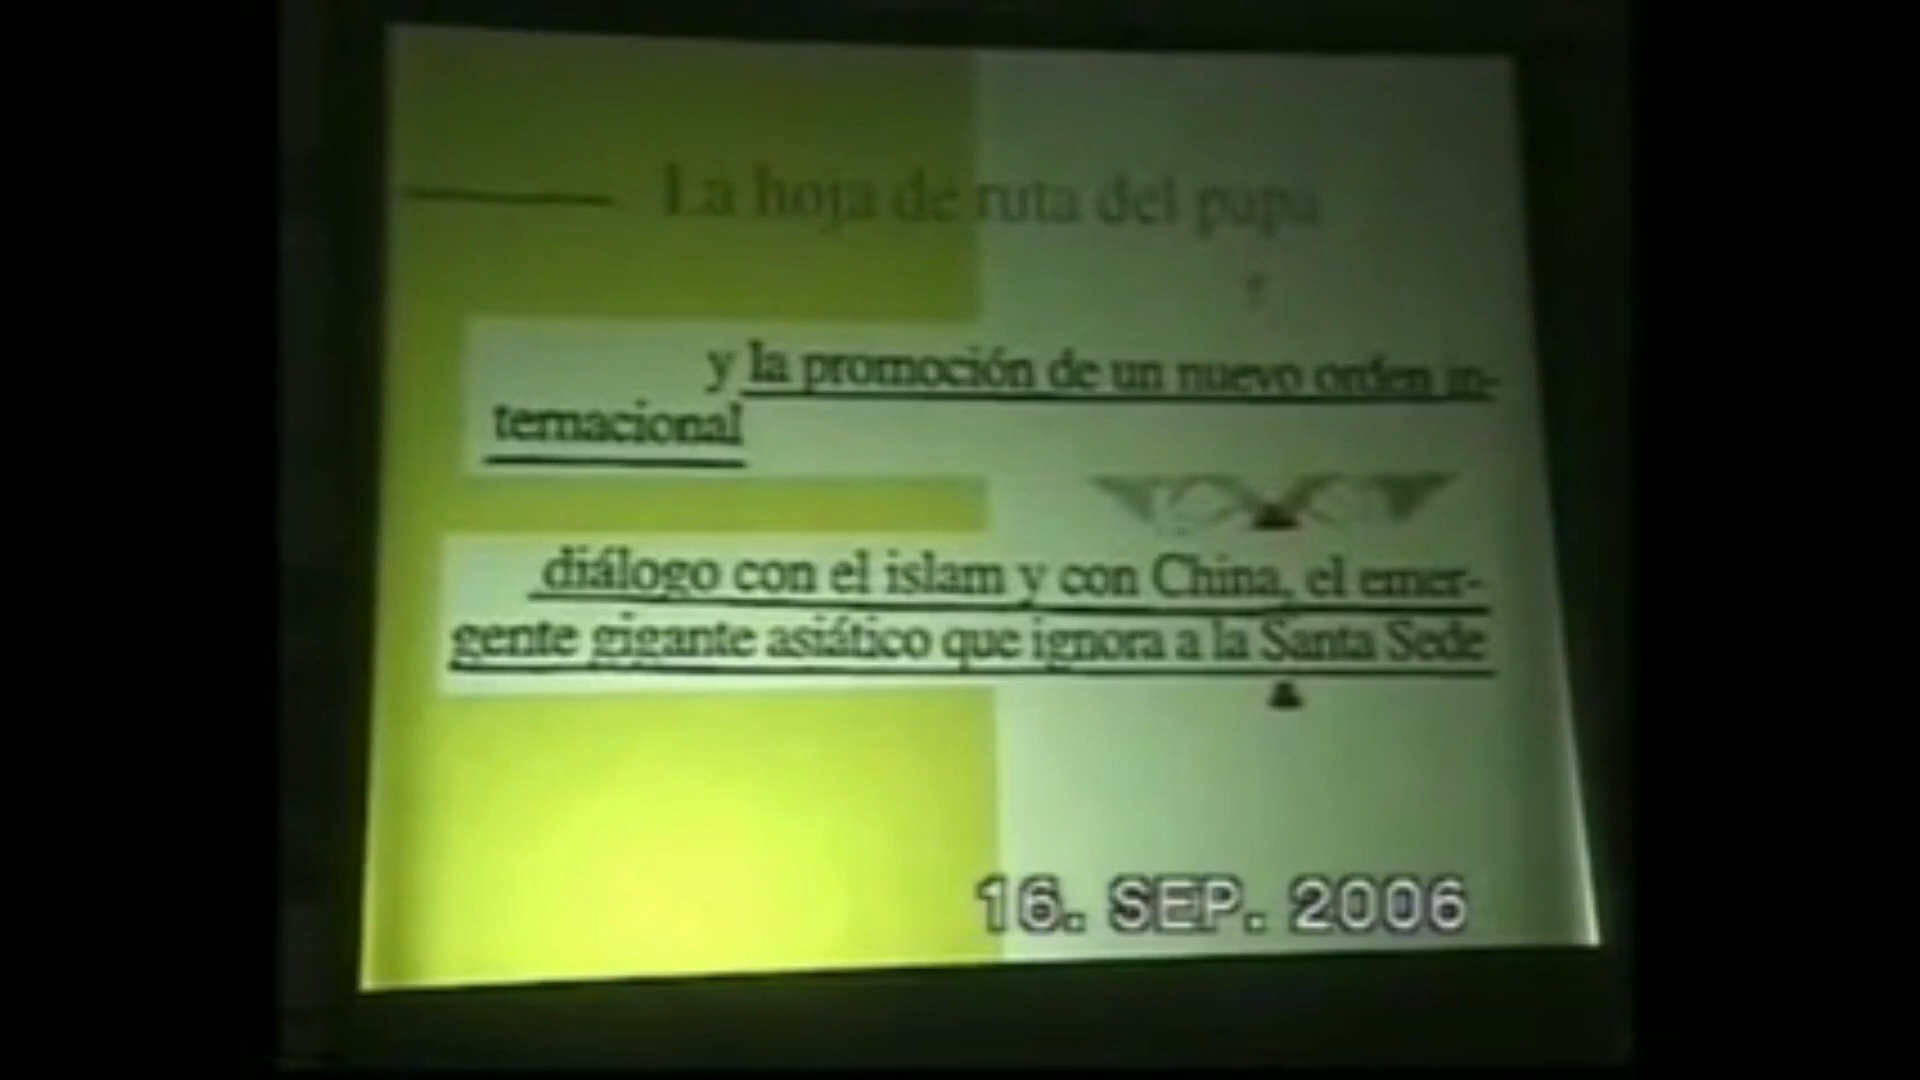 La hoja de ruta del papa
y la promoción de un nuevo orden in-
ternacional
diálogo con el islam y con China, el emer-
gente gigante asiático que ignora a la Santa Sede
16. SEP. 2006